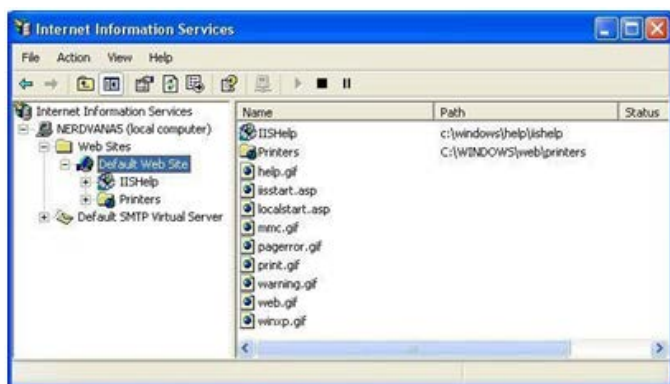 Internet Information Services
File Action View Help
Internet Information Services
NERDVANA5 (local computer)
Web Sites
Default Web Site
IISHelp
Printers
Default SMTP Virtual Server
Name Path Status
IISHelp c:\windows\help\iishelp
Printers C:\WINDOWS\web\printers
help.gif
iisstart.asp
localstart.asp
mmc.gif
pagerror.gif
print.gif
warning.gif
web.gif
winxp.gif